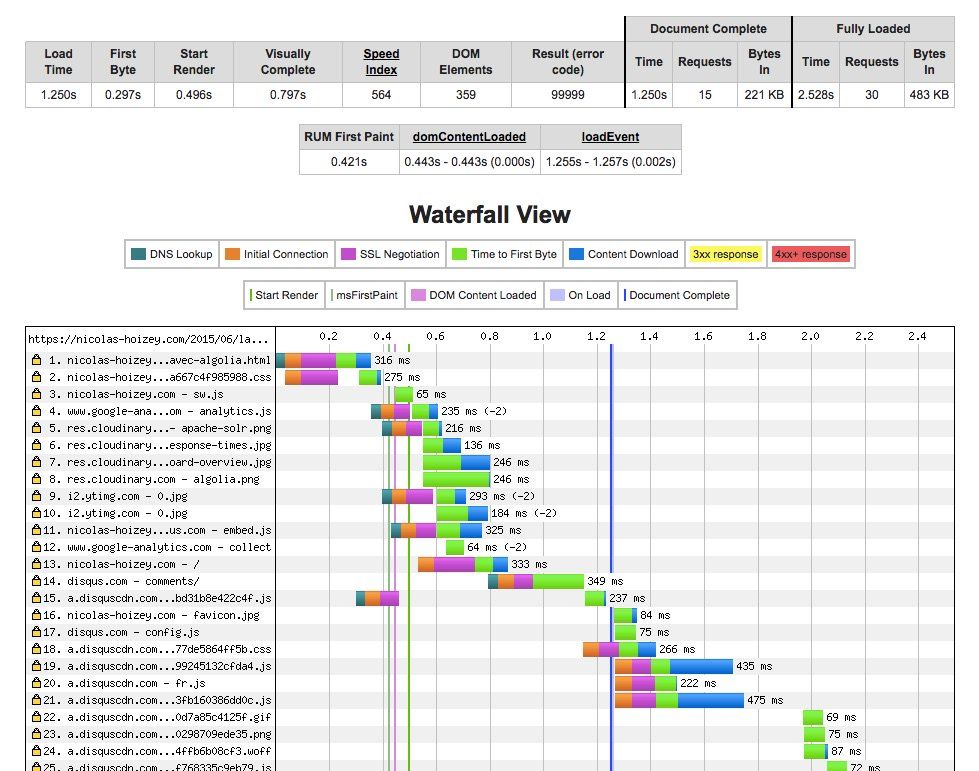 Document Complete Fully Loaded
Load Time First Byte Start Render Visually Complete Speed Index DOM Elements Result (error code) Time Requests Bytes In Time Requests Bytes In
1.250s 0.297s 0.496s 0.797s 564 359 99999 1.250s 15 221 KB 2.528s 30 483 KB
RUM First Paint domContentLoaded loadEvent
0.421s 0.443s - 0.443s (0.000s) 1.255s - 1.257s (0.002s)
Waterfall View
DNS Lookup Initial Connection SSL Negotiation Time to First Byte Content Download 3xx response 4xx+ response
Start Render msFirstPaint DOM Content Loaded On Load Document Complete
https://nicolas-hoizey.com/2015/06/la... 0.2 0.4 0.6 0.8 1.0 1.2 1.4 1.6 1.8 2.0 2.2 2.4
1. nicolas-hoizey...avec-algolia.html 316 ms
2. nicolas-hoizey...a667c4f985988.css 275 ms
3. nicolas-hoizey.com - sw.js 65 ms
4. www.google-ana...om - analytics.js 235 ms (-2)
5. res.cloudinary...- apache-solr.png 216 ms
6. res.cloudinary...esponse-times.jpg 136 ms
7. res.cloudinary...oard-overview.jpg 246 ms
8. res.cloudinary.com - algolia.png 246 ms
9. i2.ytimg.com - 0.jpg 293 ms (-2)
10. i2.ytimg.com - 0.jpg 184 ms (-2)
11. nicolas-hoizey...us.com - embed.js 325 ms
12. www.google-analytics.com - collect 64 ms (-2)
13. nicolas-hoizey.com - / 333 ms
14. disqus.com - comments/ 349 ms
15. a.disquscdn.com...bd31b8e422c4f.js 237 ms
16. nicolas-hoizey.com - favicon.jpg 84 ms
17. disqus.com - config.js 75 ms
18. a.disquscdn.com...77de5864ff5b.css 266 ms
19. a.disquscdn.com...99245132cfda4.js 435 ms
20. a.disquscdn.com - fr.js 222 ms
21. a.disquscdn.com...3fb160386dd0c.js 475 ms
22. a.disquscdn.com...0d7a85c4125f.gif 69 ms
23. a.disquscdn.com...0298709ede35.png 75 ms
24. a.disquscdn.com...4ffb6b08cf3.woff 87 ms
25. a.disquscdn.com...f768335c9eb79.js 72 ms